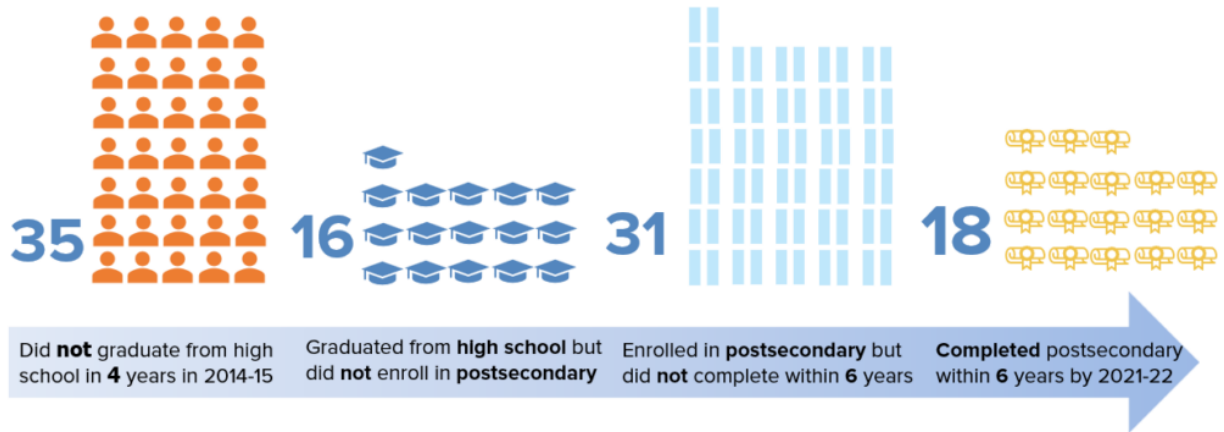 35
16
31
18
Did not graduate from high
school in 4 years in 2014-15
Graduated from high school but
did not enroll in postsecondary
Enrolled in postsecondary but
did not complete within 6 years
Completed postsecondary
within 6 years by 2021-22